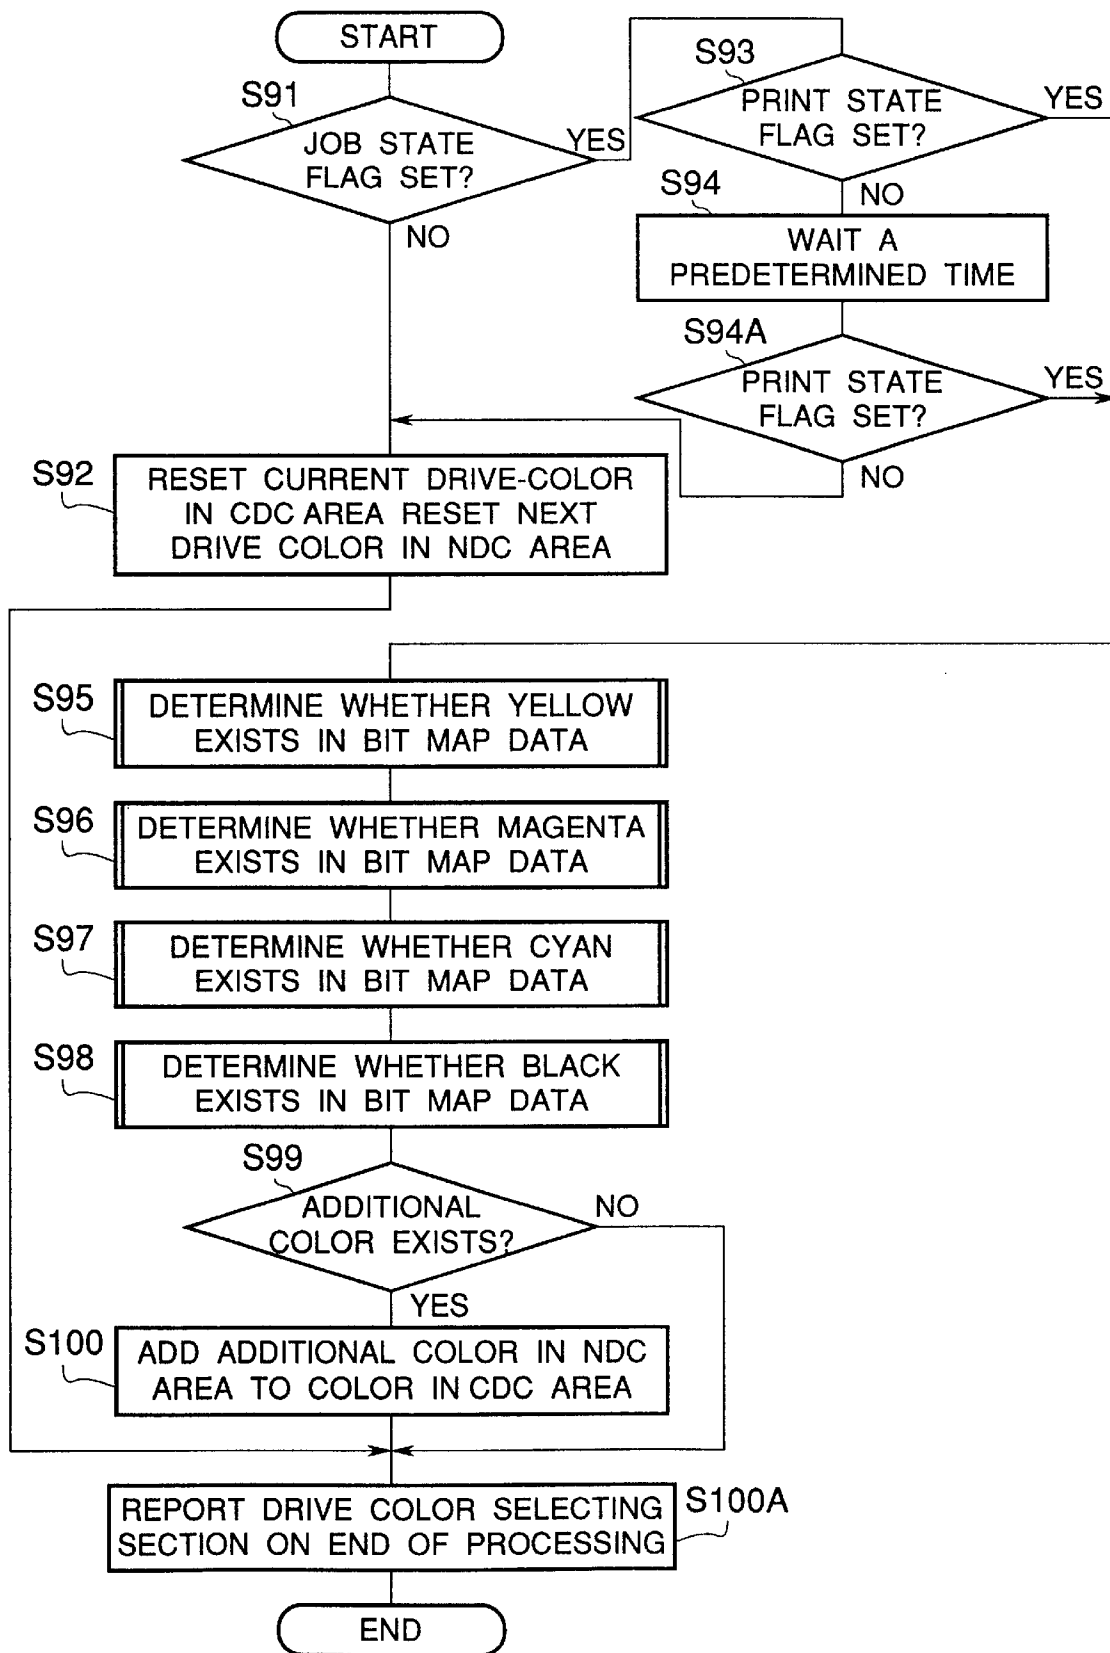 START
S91
JOB STATE
FLAG SET?
YES
NO
S93
PRINT STATE
FLAG SET?
YES
NO
S94
WAIT A
PREDETERMINED TIME
S94A
PRINT STATE
FLAG SET?
YES
NO
S92
RESET CURRENT DRIVE-COLOR
IN CDC AREA RESET NEXT
DRIVE COLOR IN NDC AREA
S95
DETERMINE WHETHER YELLOW
EXISTS IN BIT MAP DATA
S96
DETERMINE WHETHER MAGENTA
EXISTS IN BIT MAP DATA
S97
DETERMINE WHETHER CYAN
EXISTS IN BIT MAP DATA
S98
DETERMINE WHETHER BLACK
EXISTS IN BIT MAP DATA
S99
ADDITIONAL
COLOR EXISTS?
NO
YES
S100
ADD ADDITIONAL COLOR IN NDC
AREA TO COLOR IN CDC AREA
REPORT DRIVE COLOR SELECTING
SECTION ON END OF PROCESSING
S100A
END